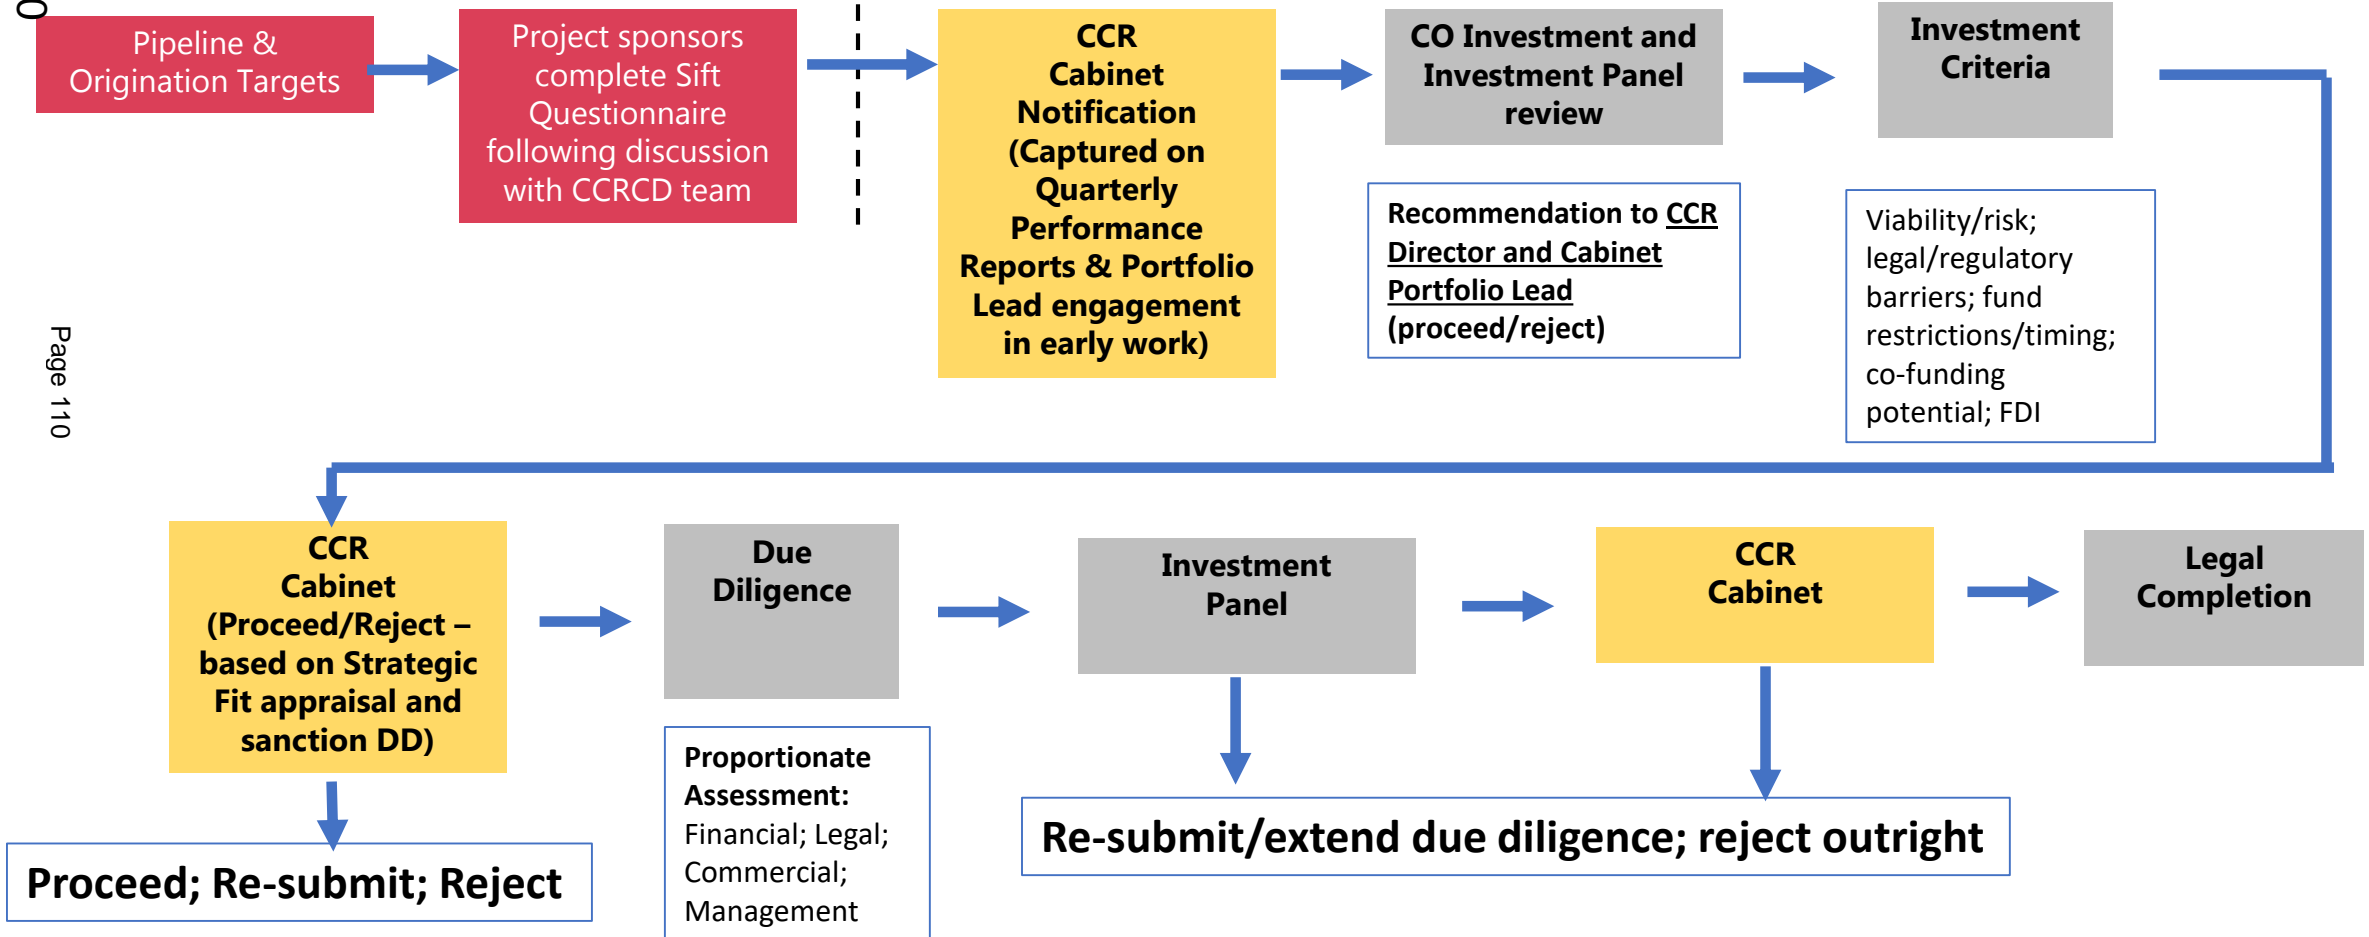 Pipeline &
Origination Targets
Project sponsors
complete Sift
Questionnaire
following discussion
with CCRCD team
CCR
Cabinet
Notification
(Captured on
Quarterly
Performance
Reports & Portfolio
Lead engagement
in early work)
CO Investment and
Investment Panel
review
Recommendation to CCR
Director and Cabinet
Portfolio Lead
(proceed/reject)
Investment
Criteria
Viability/risk;
legal/regulatory
barriers; fund
restrictions/timing;
co-funding
potential; FDI
Page 110
CCR
Cabinet
(Proceed/Reject –
based on Strategic
Fit appraisal and
sanction DD)
Proceed; Re-submit; Reject
Due
Diligence
Proportionate
Assessment:
Financial; Legal;
Commercial;
Management
Investment
Panel
CCR
Cabinet
Re-submit/extend due diligence; reject outright
Legal
Completion